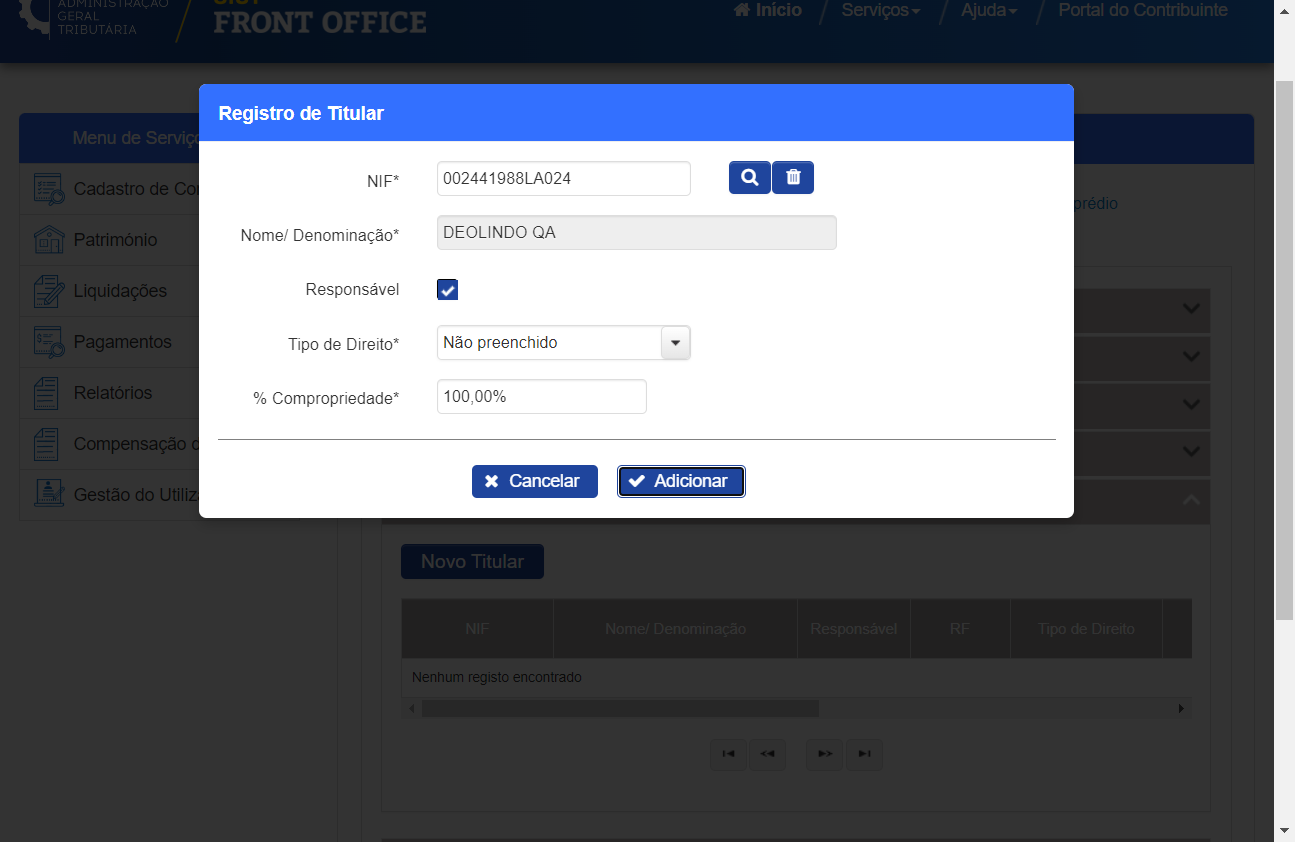 ADMINISTRAÇÃO
GERAL
TRIBUTÁRIA
FRONT OFFICE
Início
Serviços
Ajuda
Portal do Contribuinte
Menu de Serviço
Cadastro de Co
Património
Liquidações
Pagamentos
Relatórios
Compensação
Gestão do Utiliz
prédio
Registro de Titular
NIF*
002441988LA024
Nome/ Denominação*
DEOLINDO QA
Responsável
Tipo de Direito*
Não preenchido
% Compropriedade*
100,00%
Cancelar
Adicionar
Novo Titular
NIF
Nome/ Denominação
Responsável
RF
Tipo de Direito
Nenhum registo encontrado